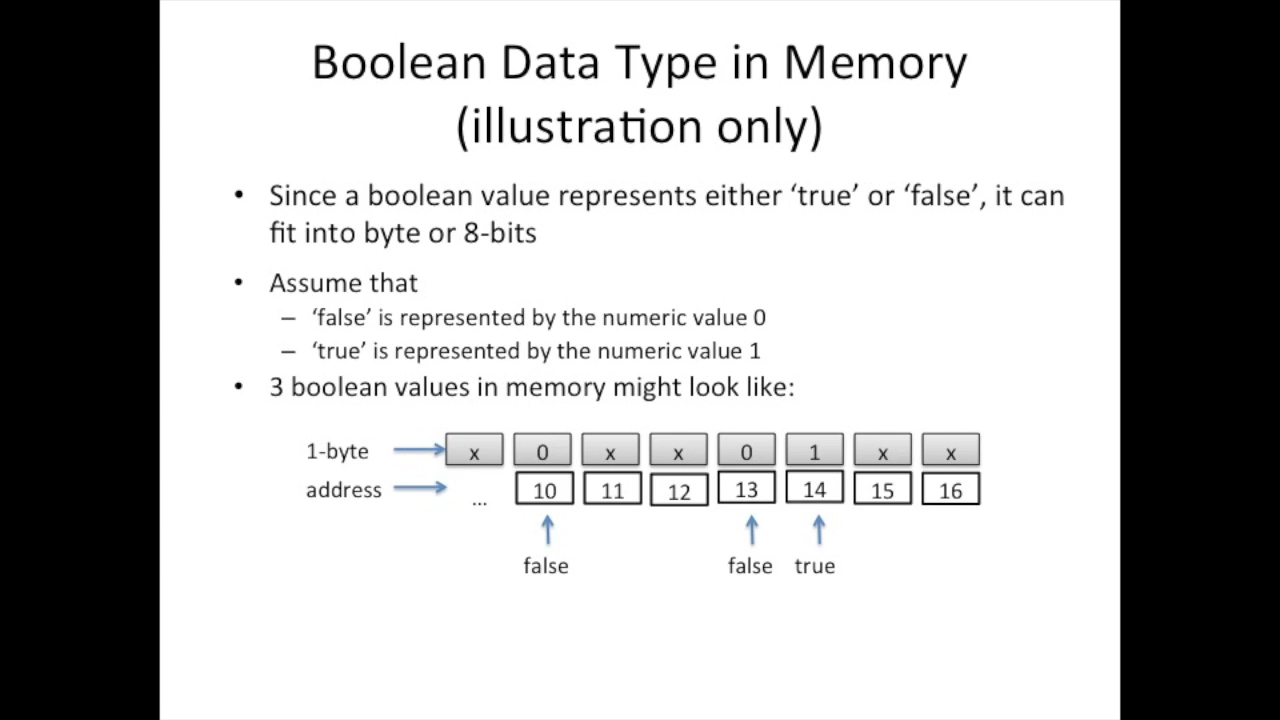 Boolean Data Type in Memory
(illustration only)
• Since a boolean value represents either ‘true’ or ‘false’, it can
fit into byte or 8-bits
• Assume that
– ‘false’ is represented by the numeric value 0
– ‘true’ is represented by the numeric value 1
• 3 boolean values in memory might look like:
1-byte x 0 x x 0 1 x x
address ... 10 11 12 13 14 15 16
false false true